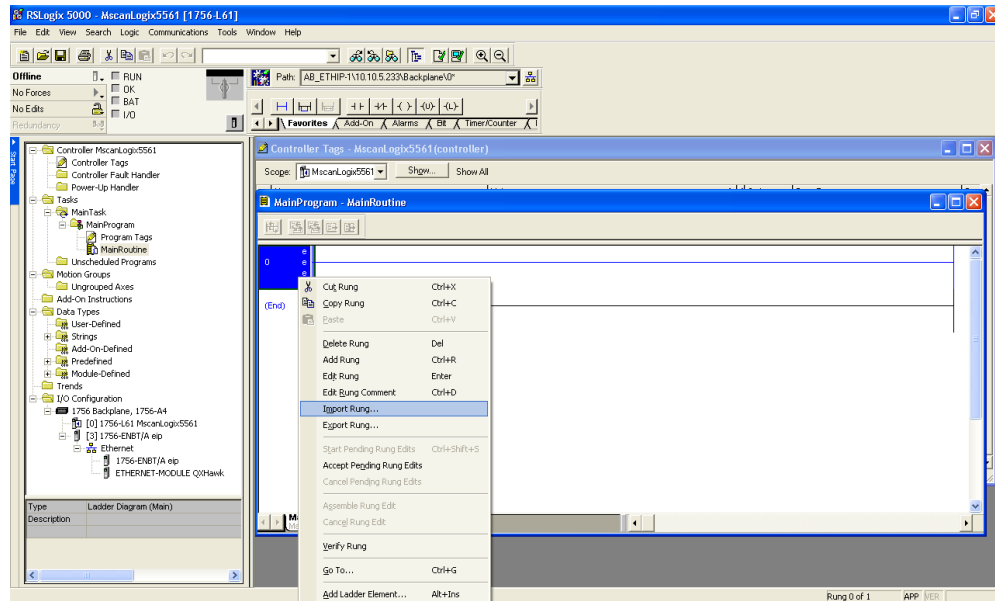 RSLogix 5000 - MscanLogix5561 [1756-L61]
File Edit View Search Logic Communications Tools Window Help
Offline
RUN
No Forces
OK
BAT
No Edits
I/O
Redundancy
Path: AB_ETHIP-1\10.10.5.233\Backplane\0*
Favorites Add-On Alarms Bit Timer/Counter
Start Page
Controller MscanLogix5561
Controller Tags
Controller Fault Handler
Power-Up Handler
Tasks
MainTask
MainProgram
Program Tags
MainRoutine
Unscheduled Programs
Motion Groups
Ungrouped Axes
Add-On Instructions
Data Types
User-Defined
Strings
Add-On-Defined
Predefined
Module-Defined
Trends
I/O Configuration
1756 Backplane, 1756-A4
[0] 1756-L61 MscanLogix5561
[3] 1756-ENBT/A eip
Ethernet
1756-ENBT/A eip
ETHERNET-MODULE QXHawk
Type Ladder Diagram (Main)
Description
Controller Tags - MscanLogix5561(controller)
Scope: MscanLogix5561 Show... Show All
MainProgram - MainRoutine
e
0 e
e
(End)
Cut Rung Ctrl+X
Copy Rung Ctrl+C
Paste Ctrl+V
Delete Rung Del
Add Rung Ctrl+R
Edit Rung Enter
Edit Rung Comment Ctrl+D
Import Rung...
Export Rung...
Start Pending Rung Edits Ctrl+Shift+S
Accept Pending Rung Edits
Cancel Pending Rung Edits
Assemble Rung Edit
Cancel Rung Edit
Verify Rung
Go To... Ctrl+G
Add Ladder Element... Alt+Ins
Rung 0 of 1 APP VER